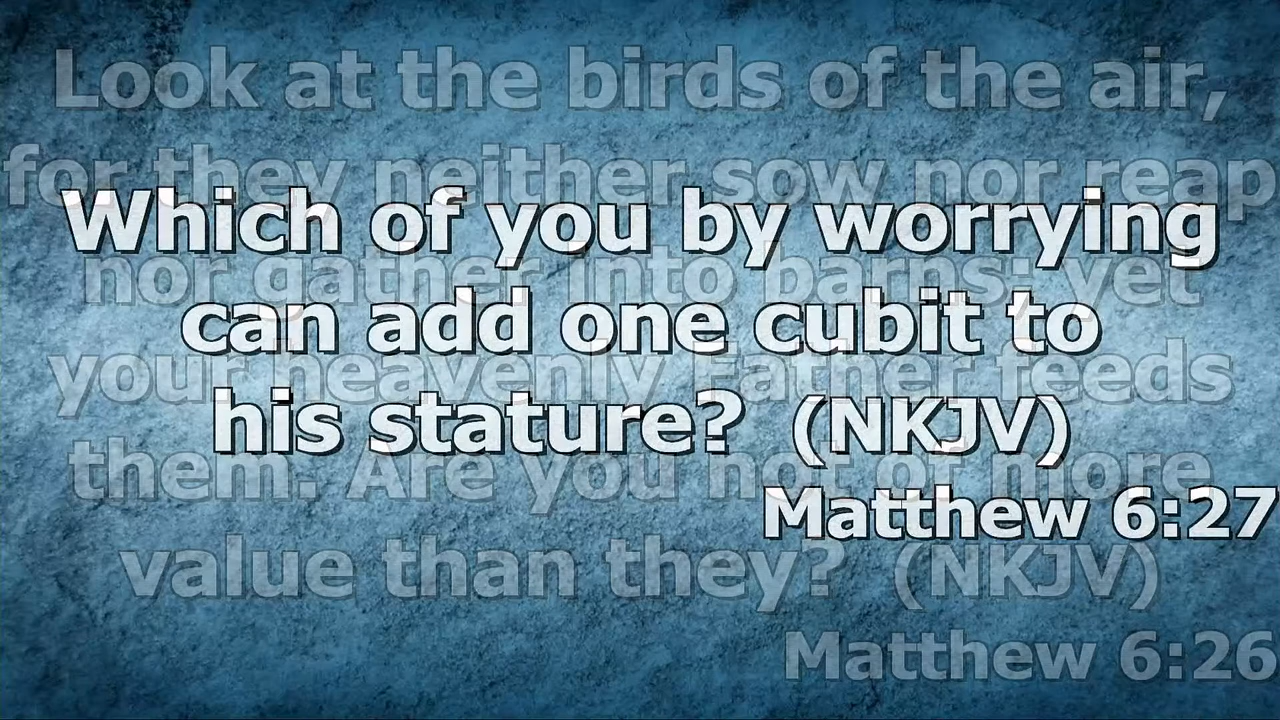 Look at the birds of the air,
for they neither sow nor reap
nor gather into barns; yet
your heavenly Father feeds
them. Are you not of more
value than they? (NKJV)
Matthew 6:26
Which of you by worrying
can add one cubit to
his stature? (NKJV)
Matthew 6:27